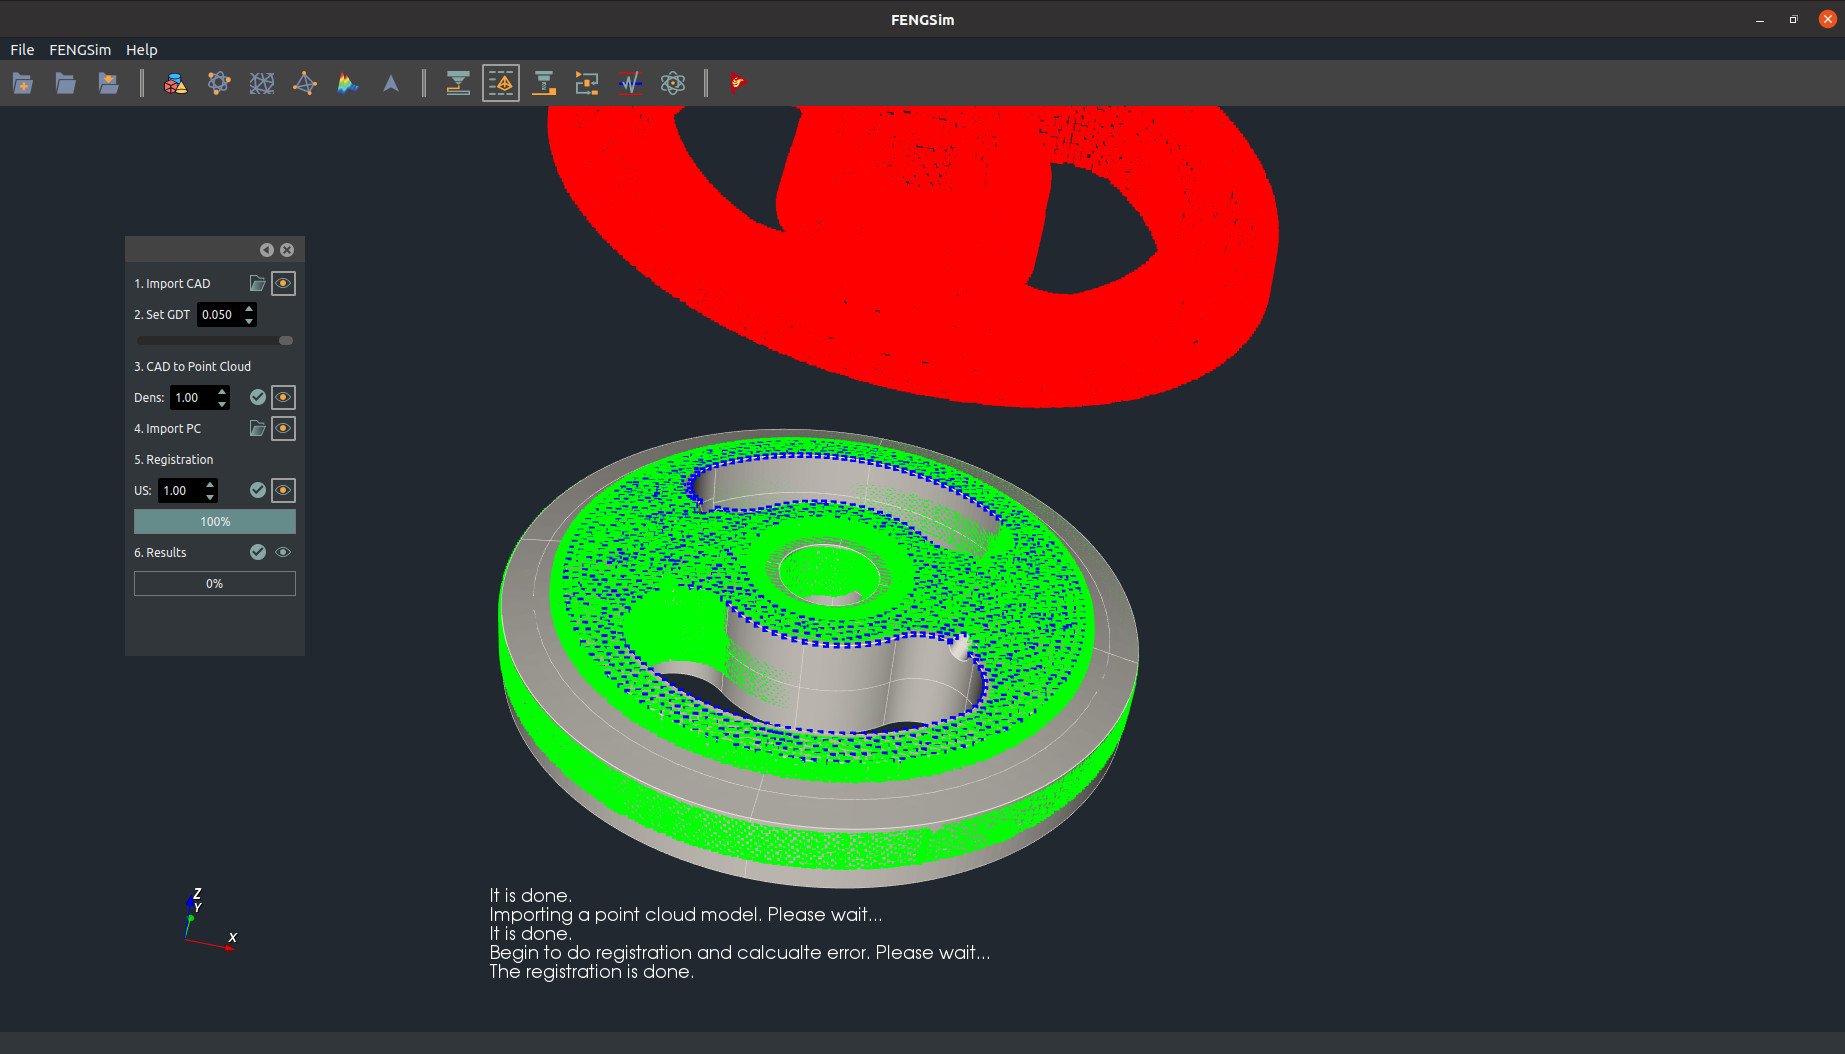 FENGSim
File FENGSim Help
1. Import CAD
2. Set GDT 0.050
3. CAD to Point Cloud
Dens: 1.00
4. Import PC
5. Registration
US: 1.00
100%
6. Results
0%
Z
Y
X
It is done.
Importing a point cloud model. Please wait...
It is done.
Begin to do registration and calcualte error. Please wait...
The registration is done.